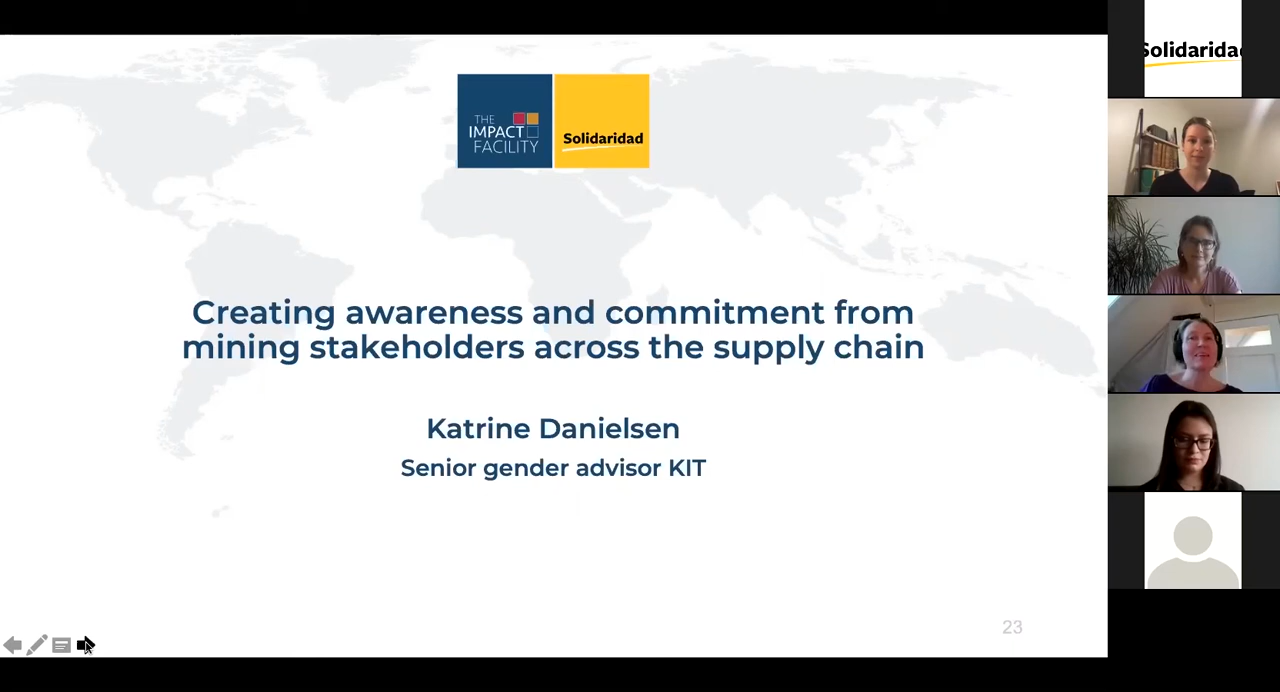 THE
IMPACT
FACILITY
Solidaridad
Creating awareness and commitment from
mining stakeholders across the supply chain
Katrine Danielsen
Senior gender advisor KIT
23
Solidaridad